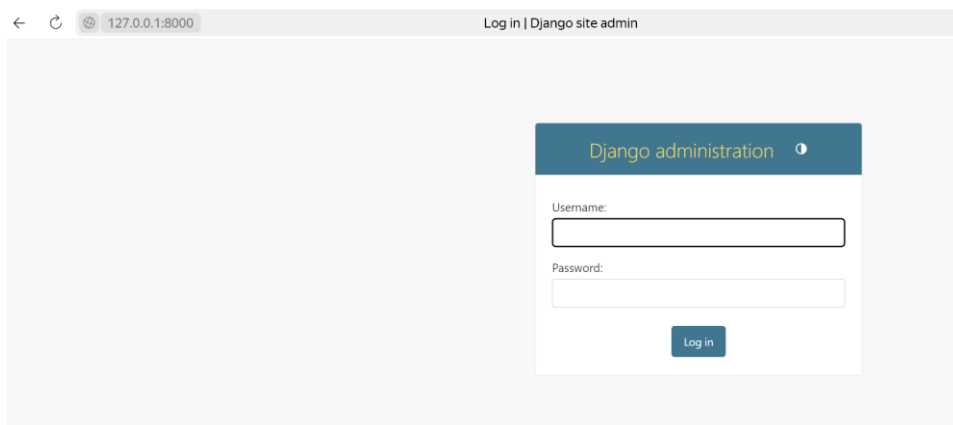 127.0.0.1:8000 Log in | Django site admin
Django administration
Username:
Password:
Log in